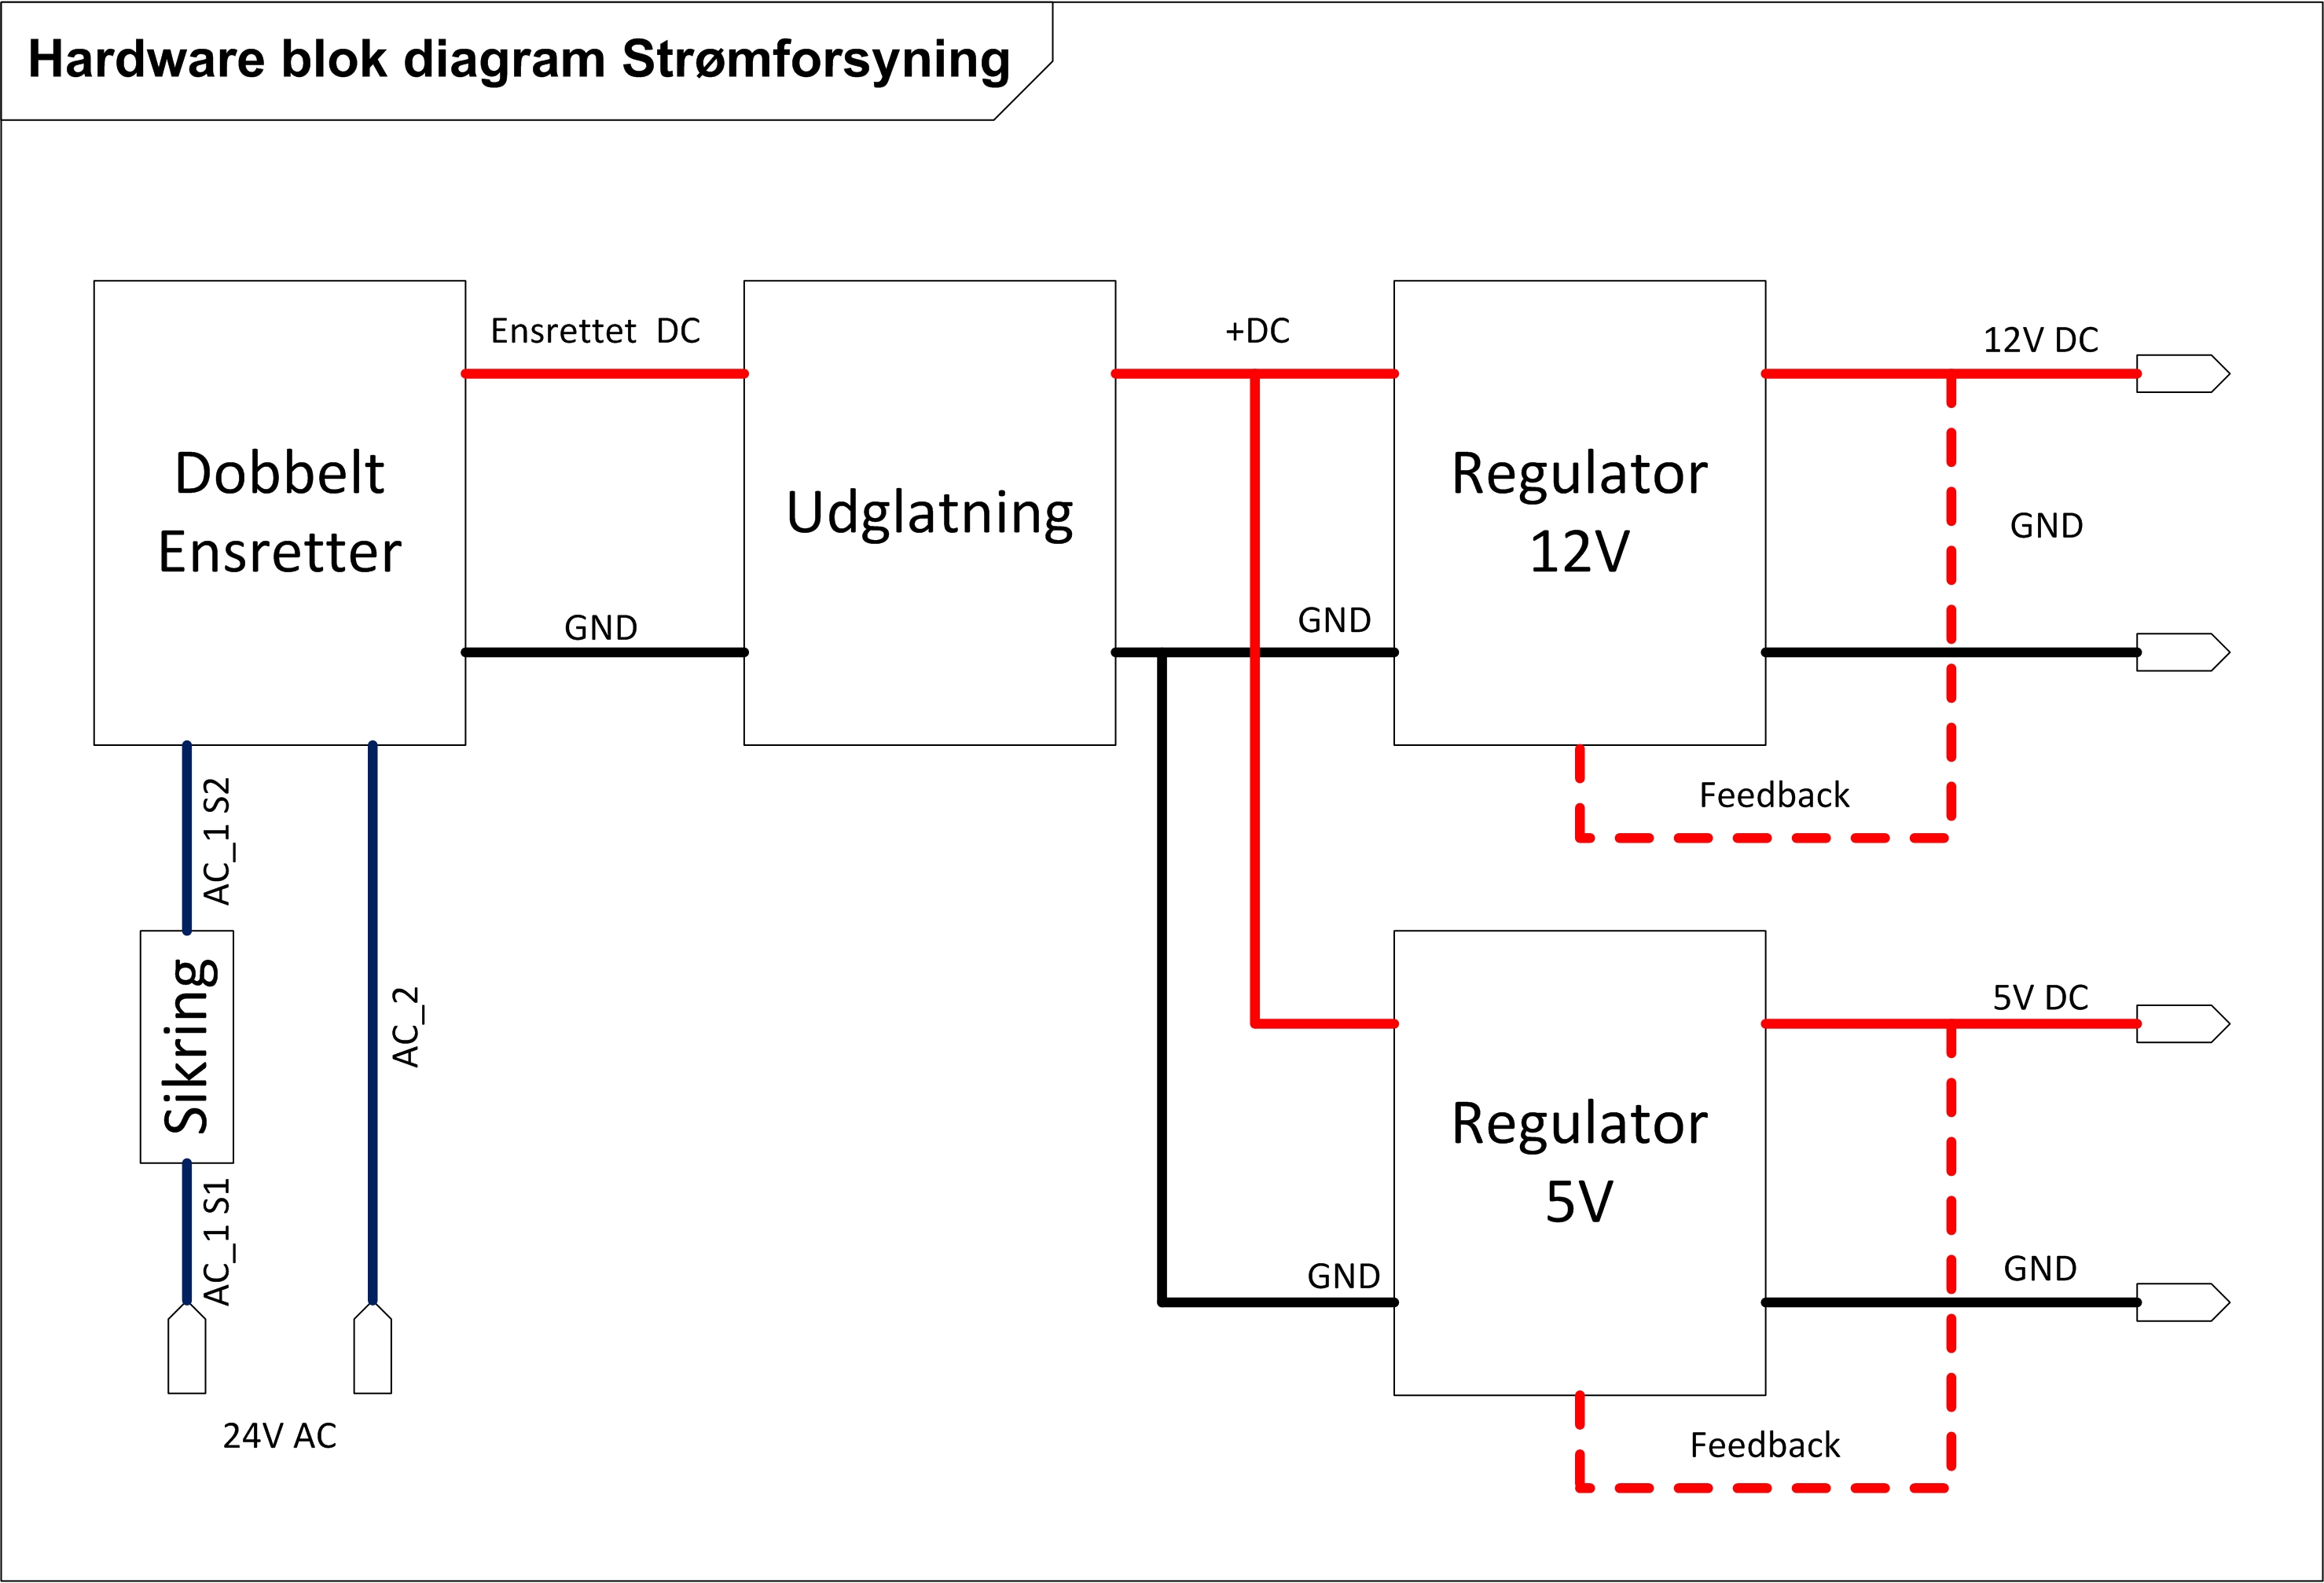 Hardware blok diagram Strømforsyning
Ensrettet DC
+DC
12V DC
Dobbelt
Ensretter
Udglatning
Regulator
12V
GND
GND
GND
AC_1 S2
Feedback
Sikring
AC_2
5V DC
Regulator
5V
AC_1 S1
GND
GND
24V AC
Feedback